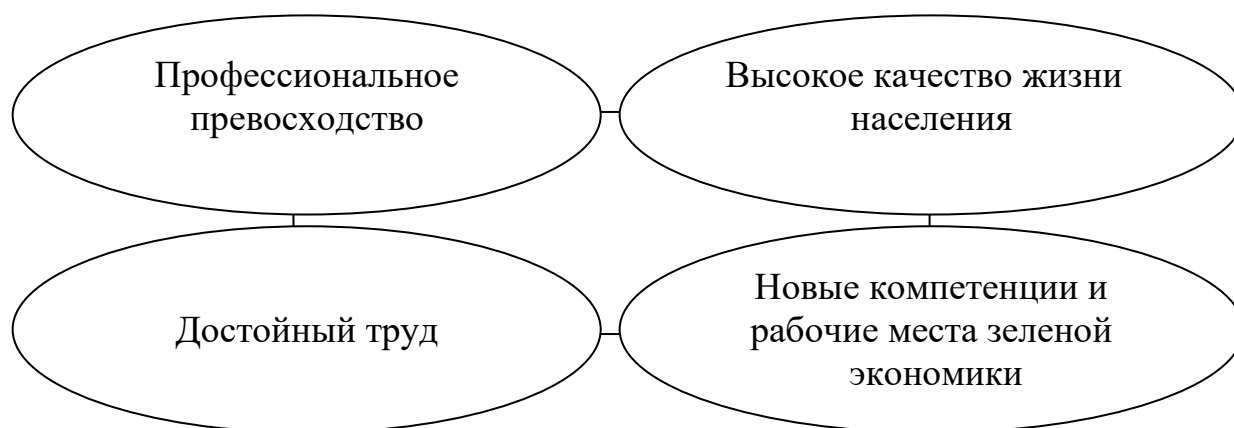 Профессиональное
превосходство
Высокое качество жизни
населения
Достойный труд
Новые компетенции и
рабочие места зеленой
экономики